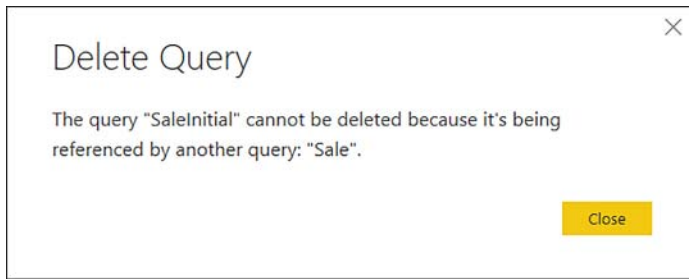 Delete Query
The query "SaleInitial" cannot be deleted because it's being
referenced by another query: "Sale".
Close